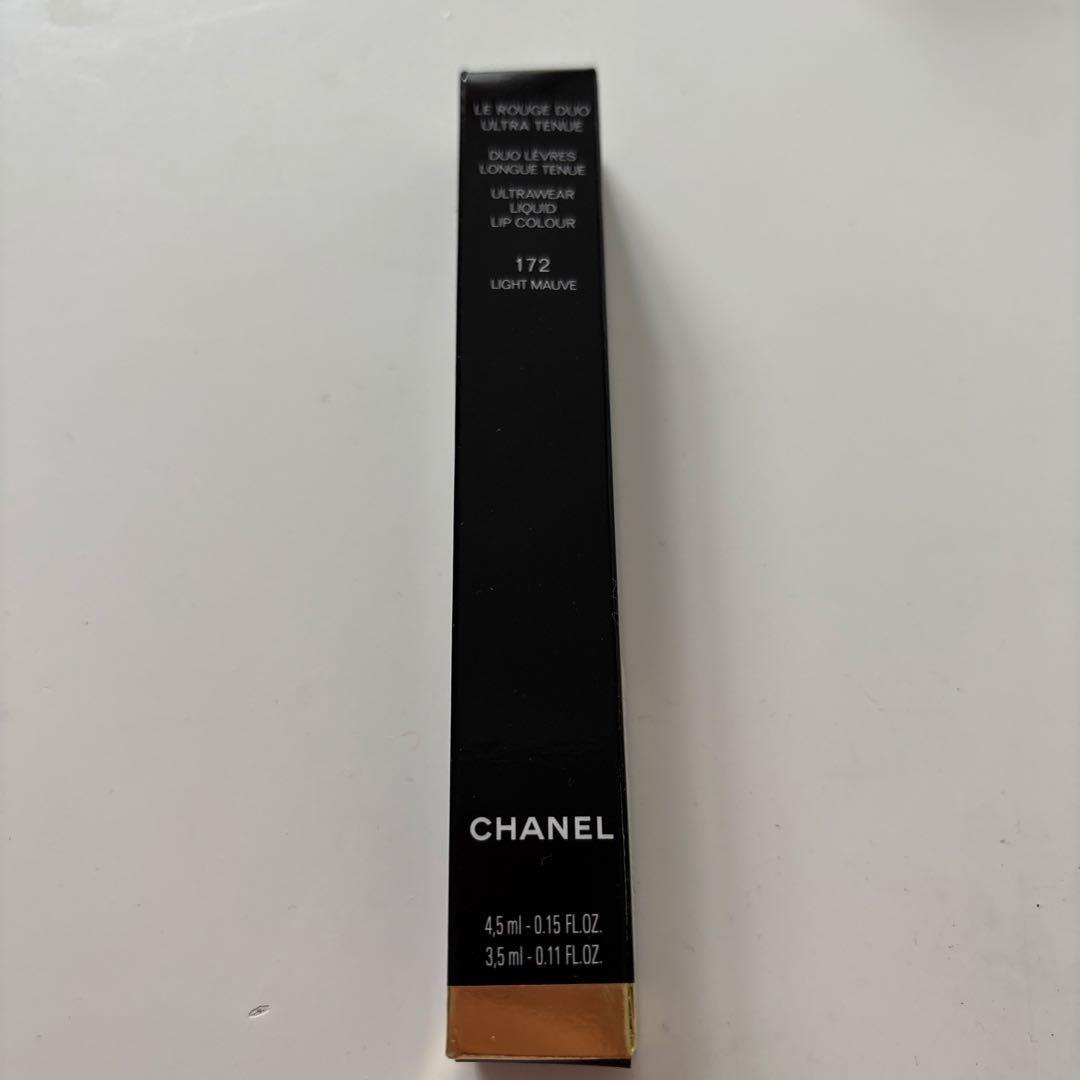 LE ROUGE DUO
ULTRA TENUE
DUO LÈVRES
LONGUE TENUE
ULTRAWEAR
LIQUID
LIP COLOUR
172
LIGHT MAUVE
CHANEL
4,5 ml - 0.15 FL.OZ.
3,5 ml - 0.11 FL.OZ.